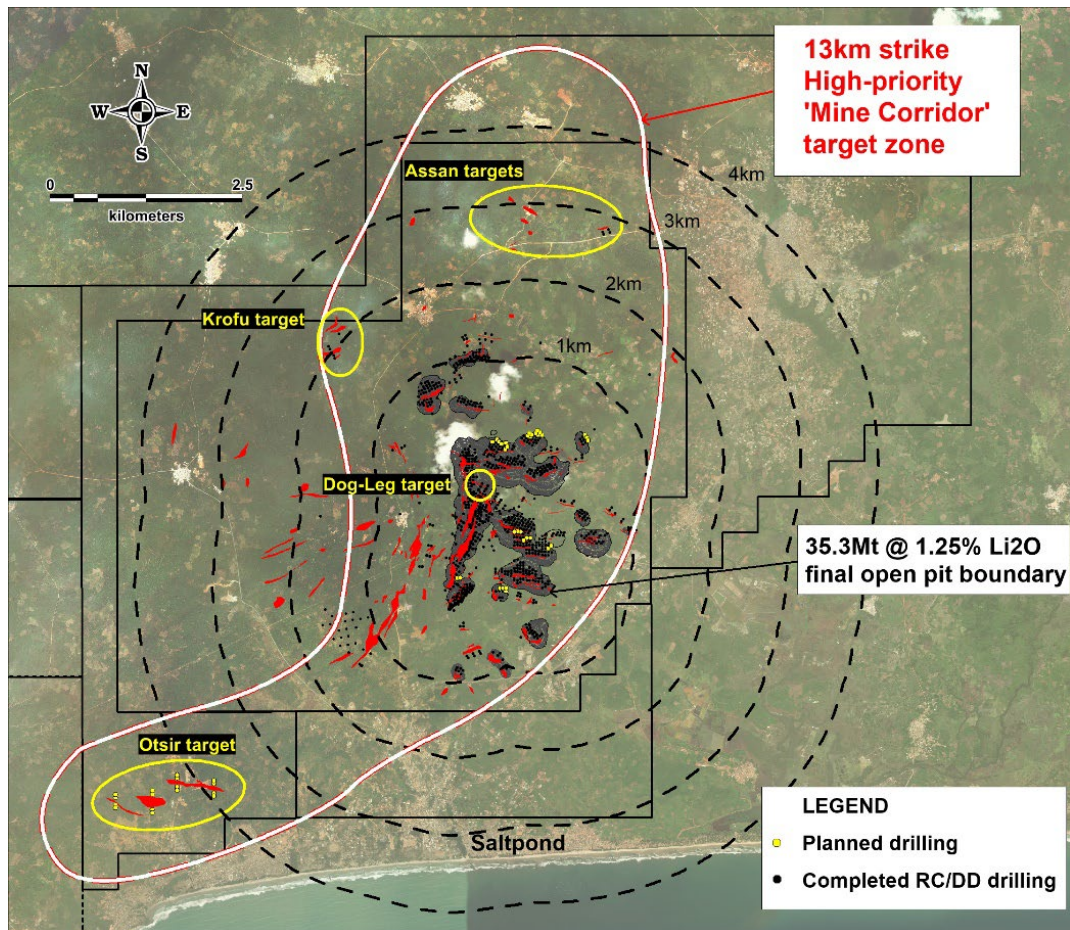 13km strike
High-priority
'Mine Corridor'
target zone
N
W E
S
0 2.5
kilometers
Assan targets
4km
3km
2km
Krofu target
1km
Dog-Leg target
35.3Mt @ 1.25% Li2O
final open pit boundary
Otsir target
Saltpond
LEGEND
Planned drilling
Completed RC/DD drilling